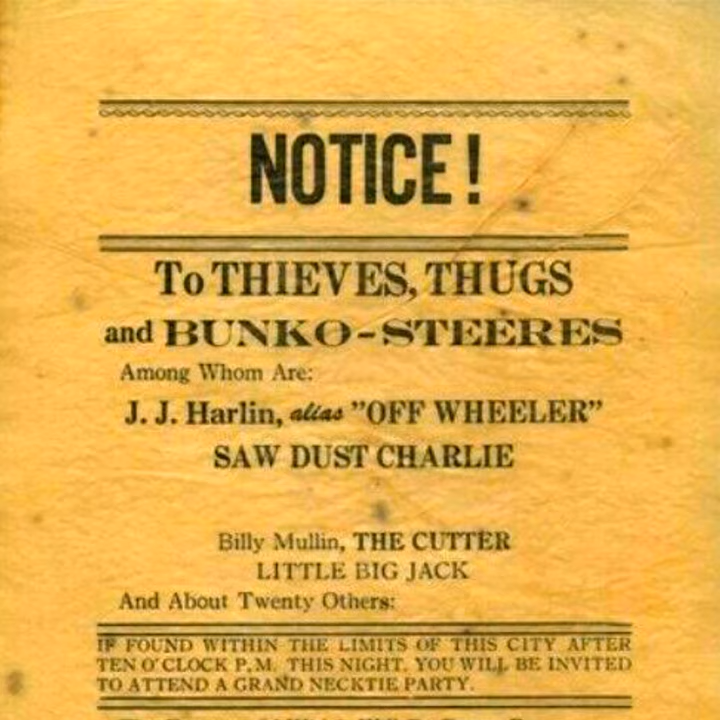 NOTICE!
To THIEVES, THUGS
and BUNKO-STEERES
Among Whom Are:
J. J. Harlin, alias "OFF WHEELER"
SAW DUST CHARLIE
Billy Mullin, THE CUTTER
LITTLE BIG JACK
And About Twenty Others:
IF FOUND WITHIN THE LIMITS OF THIS CITY AFTER
TEN O'CLOCK P.M. THIS NIGHT, YOU WILL BE INVITED
TO ATTEND A GRAND NECKTIE PARTY.